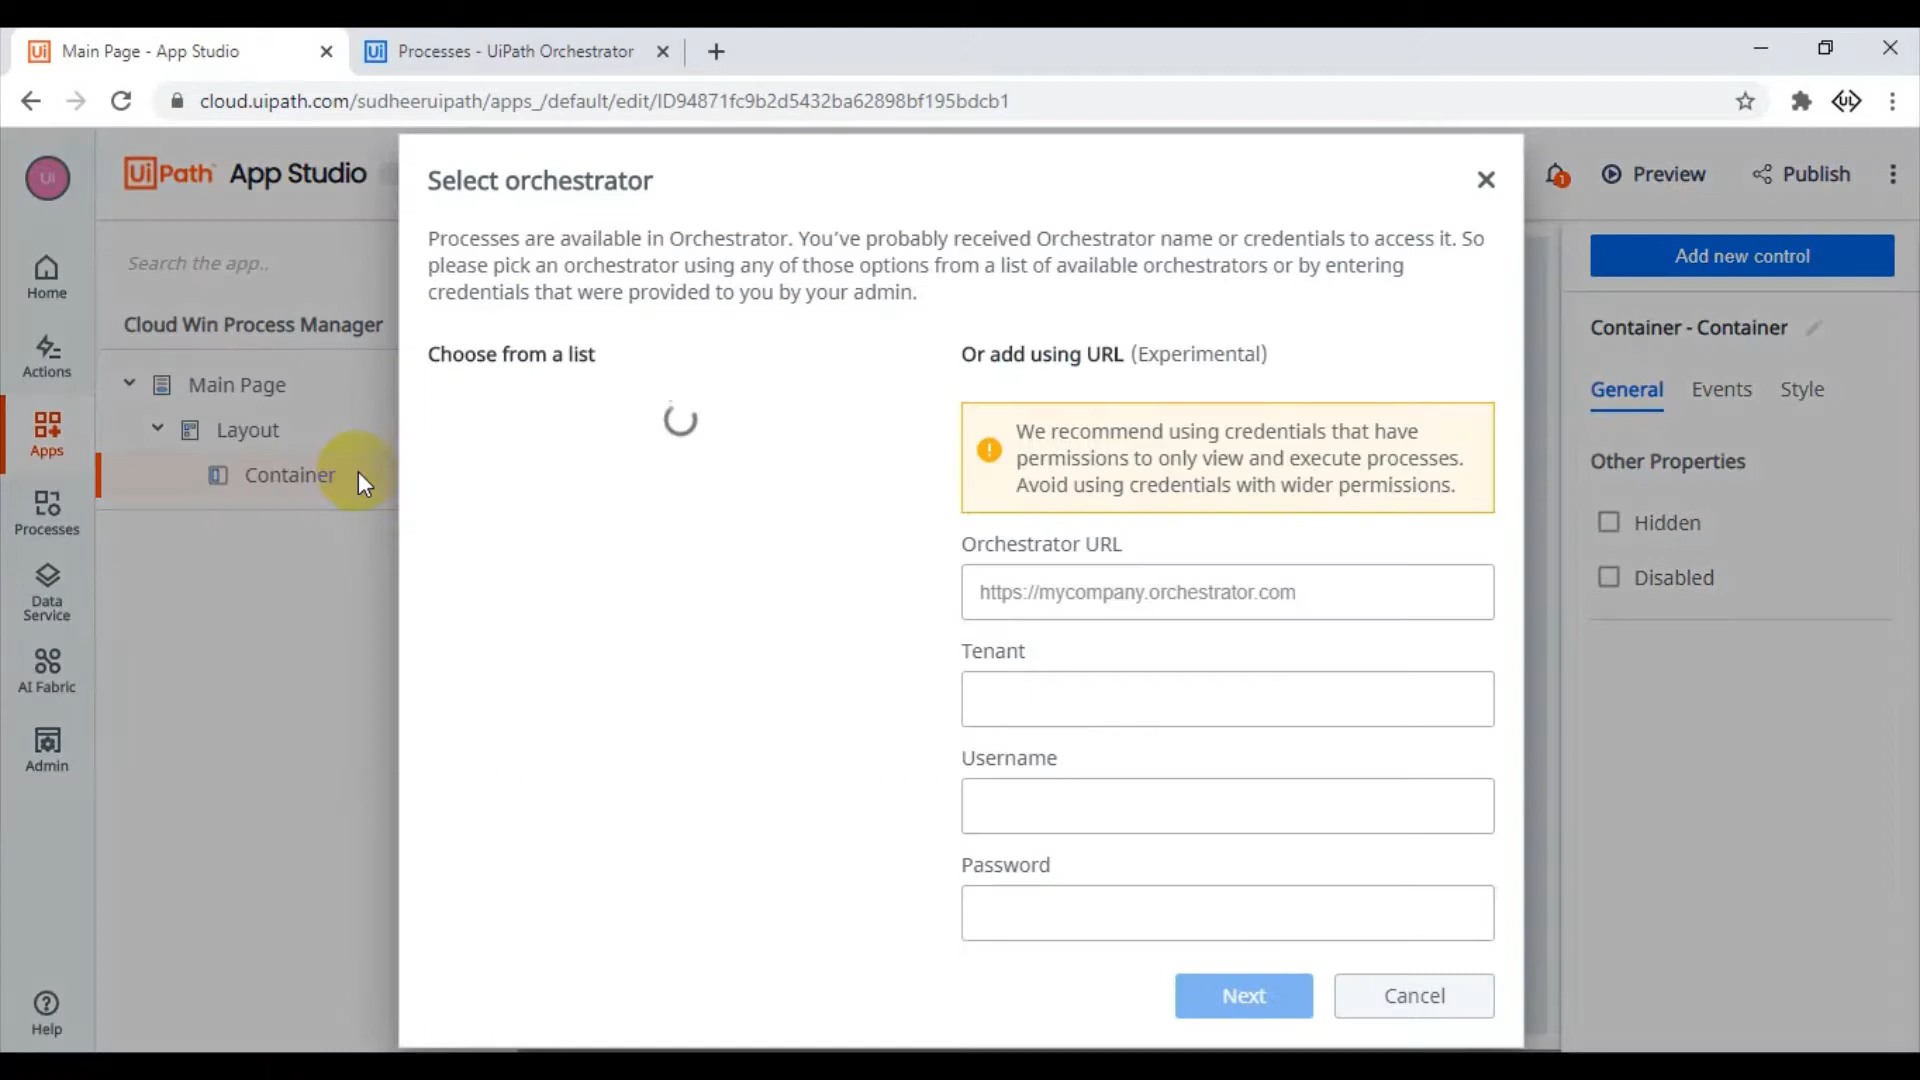 Main Page - App Studio
Processes - UiPath Orchestrator
cloud.uipath.com/sudheeruipath/apps_/default/edit/ID94871fc9b2d5432ba62898bf195bdcb1
UI
UiPath App Studio
1
Preview
Publish
Home
Actions
Apps
Processes
Data
Service
AI Fabric
Admin
Help
Search the app..
Cloud Win Process Manager
Main Page
Layout
Container
Select orchestrator
Processes are available in Orchestrator. You've probably received Orchestrator name or credentials to access it. So
please pick an orchestrator using any of those options from a list of available orchestrators or by entering
credentials that were provided to you by your admin.
Choose from a list
Or add using URL (Experimental)
We recommend using credentials that have
permissions to only view and execute processes.
Avoid using credentials with wider permissions.
Orchestrator URL
https://mycompany.orchestrator.com
Tenant
Username
Password
Next
Cancel
Add new control
Container - Container
General
Events
Style
Other Properties
Hidden
Disabled